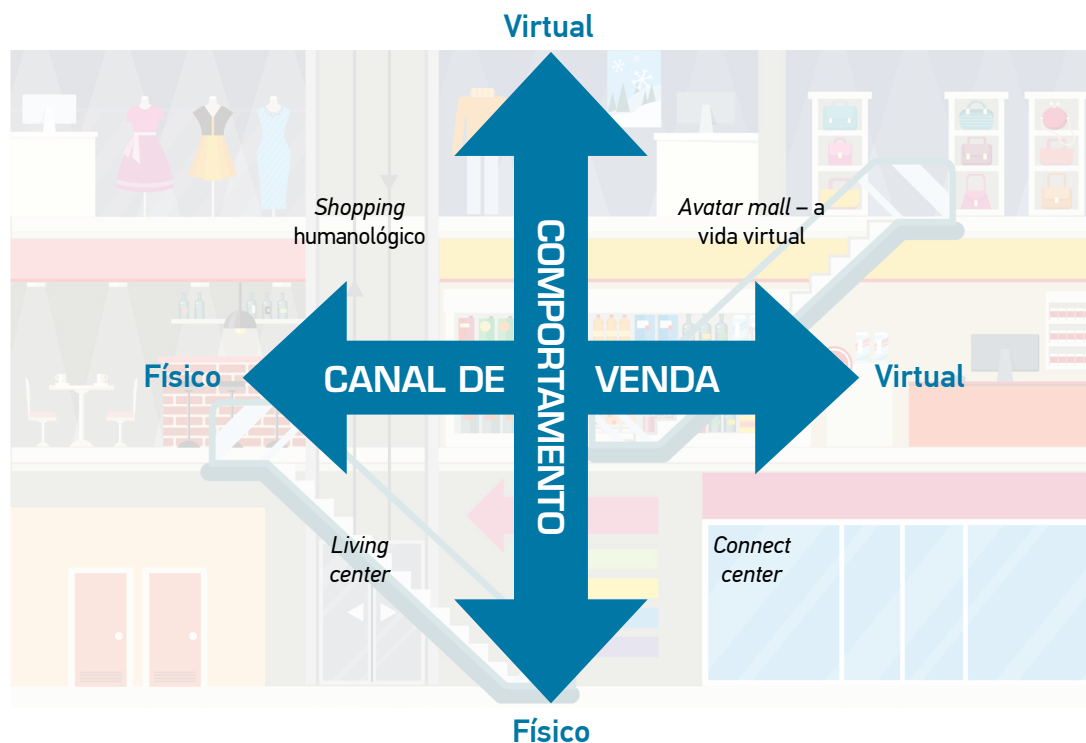 Virtual
Shopping
humanológico
Avatar mall – a
vida virtual
COMPORTAMENTO
Físico
CANAL DE
VENDA
Virtual
Living
center
Connect
center
Físico